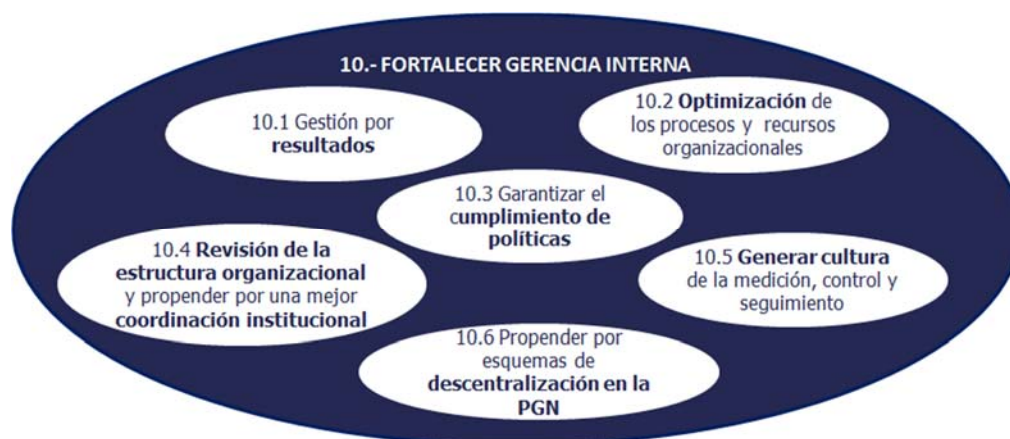 10.- FORTALECER GERENCIA INTERNA
10.1 Gestión por
resultados
10.2 Optimización de
los procesos y recursos
organizacionales
10.3 Garantizar el
cumplimiento de
políticas
10.4 Revisión de la
estructura organizacional
y propender por una mejor
coordinación institucional
10.5 Generar cultura
de la medición, control y
seguimiento
10.6 Propender por
esquemas de
descentralización en la
PGN